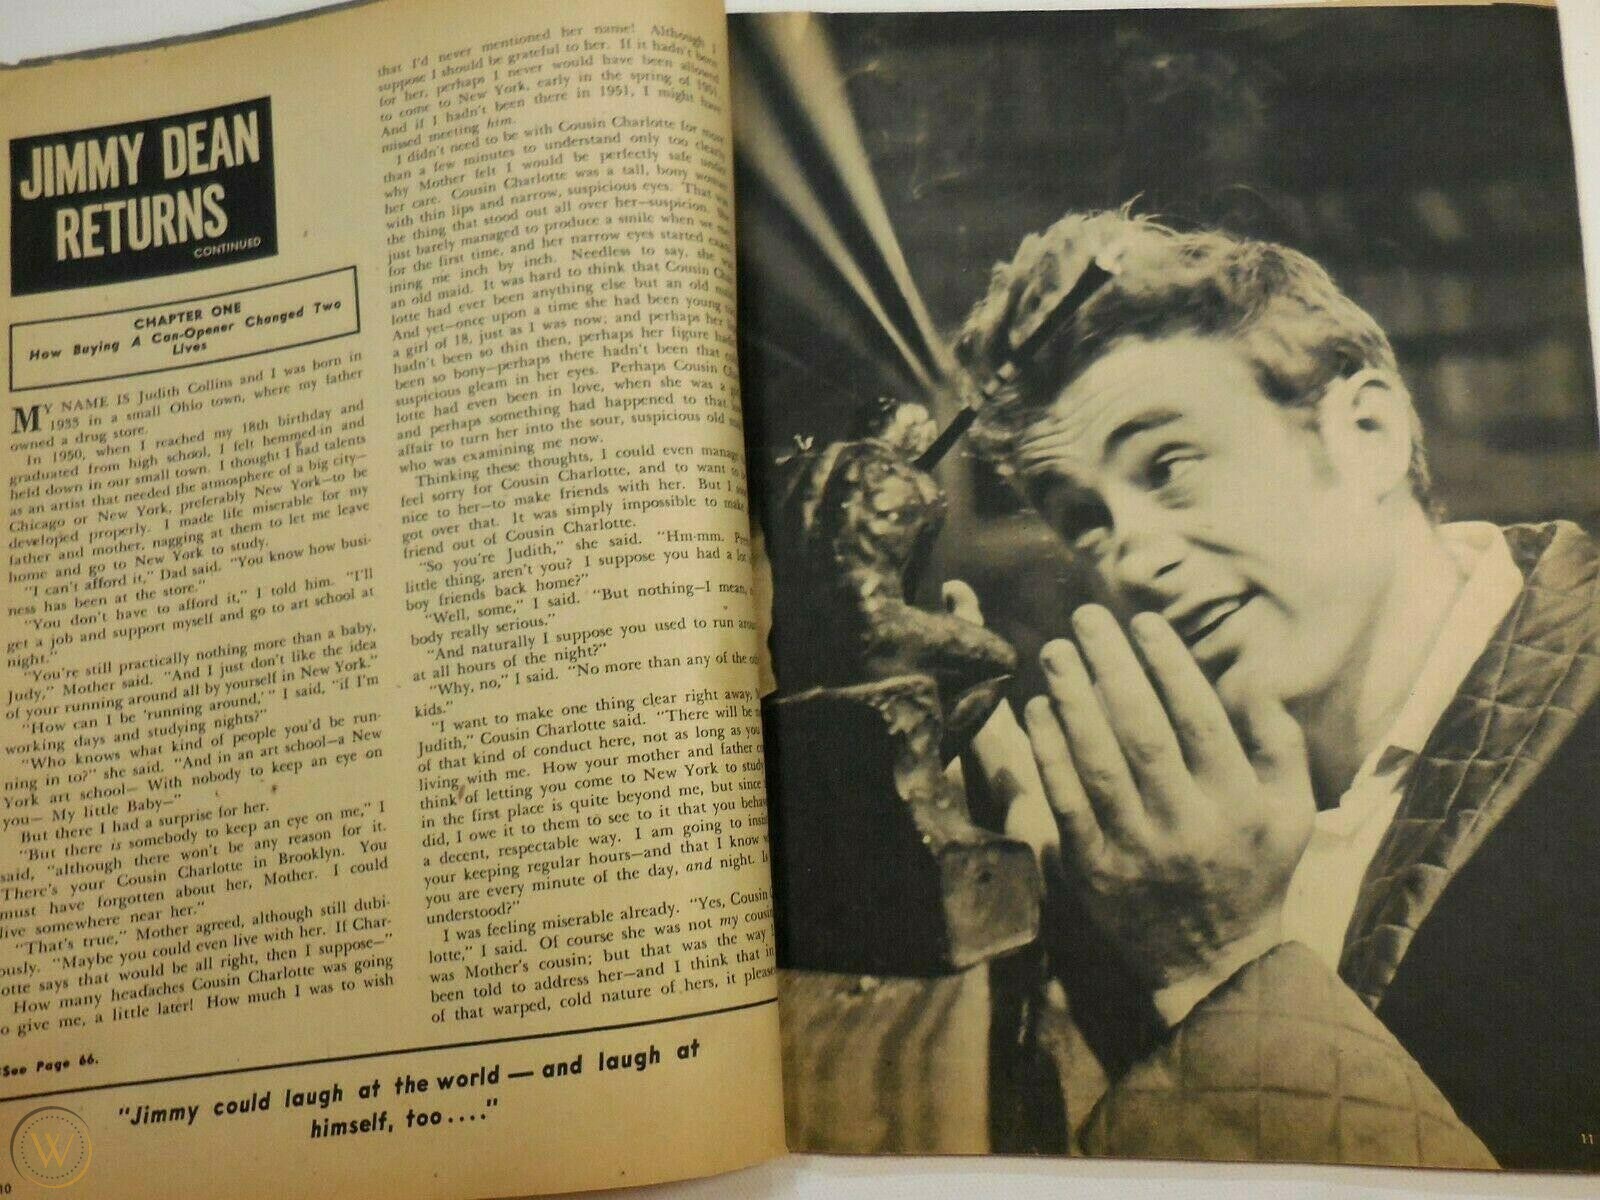 JIMMY DEAN
RETURNS
CONTINUED
CHAPTER ONE
How Buying A Can-Opener Changed Two
Lives
MY NAME IS Judith Collins and I was born in
1933 in a small Ohio town, where my father
owned a drug store.
In 1950, when I reached my 18th birthday and
graduated from high school, I felt hemmed-in and
held down in our small town. I thought I had talents
as an artist that needed the atmosphere of a big city—
Chicago or New York, preferably New York—to be
developed properly. I made life miserable for my
father and mother, nagging at them to let me leave
home and go to New York to study.
"I can't afford it," Dad said. "You know how busi-
ness has been at the store."
"You don't have to afford it," I told him. "I'll
get a job and support myself and go to art school at
night."
"You're still practically nothing more than a baby,
Judy," Mother said. "And I just don't like the idea
of your running around all by yourself in New York."
"How can I be 'running around,'" I said, "if I'm
working days and studying nights?"
"Who knows what kind of people you'd be run-
ning in to?" she said. "And in an art school—a New
York art school— With nobody to keep an eye on
you— My little Baby—"
But there I had a surprise for her.
"But there is somebody to keep an eye on me," I
said, "although there won't be any reason for it.
There's your Cousin Charlotte in Brooklyn. You
must have forgotten about her, Mother. I could
live somewhere near her."
"That's true," Mother agreed, although still dubi-
ously. "Maybe you could even live with her. If Char-
lotte says that would be all right, then I suppose—"
How many headaches Cousin Charlotte was going
to give me, a little later! How much I was to wish
See Page 66.
that I'd never mentioned her name! Although I
suppose I should be grateful to her. If it hadn't been
for her, perhaps I never would have been allowed
to come to New York, early in the spring of 1951.
And if I hadn't been there in 1951, I might have
missed meeting him.
I didn't need to be with Cousin Charlotte for more
than a few minutes to understand only too clearly
why Mother felt I would be perfectly safe under
her care. Cousin Charlotte was a tall, bony woman
with thin lips and narrow, suspicious eyes. That was
the thing that stood out all over her—suspicion. She
just barely managed to produce a smile when we met
for the first time, and her narrow eyes started exam-
ining me inch by inch. Needless to say, she was
an old maid. It was hard to think that Cousin Char-
lotte had ever been anything else but an old maid.
And yet—once upon a time she had been young
a girl of 18, just as I was now; and perhaps her
hadn't been so thin then, perhaps her figure hadn't
been so bony—perhaps there hadn't been that
suspicious gleam in her eyes. Perhaps Cousin Char-
lotte had even been in love, when she was a
and perhaps something had happened to that
affair to turn her into the sour, suspicious old
who was examining me now.
Thinking these thoughts, I could even manage
feel sorry for Cousin Charlotte, and to want to
nice to her—to make friends with her. But I
got over that. It was simply impossible to make
friend out of Cousin Charlotte.
"So you're Judith," she said. "Hm-mm.
little thing, aren't you? I suppose you had a lot
boy friends back home?"
"Well, some," I said. "But nothing—I mean,
body really serious."
"And naturally I suppose you used to run around
at all hours of the night?"
"Why, no," I said. "No more than any of the
kids."
"I want to make one thing clear right away,
Judith," Cousin Charlotte said. "There will be
of that kind of conduct here, not as long as you
living with me. How your mother and father
think of letting you come to New York to study
in the first place is quite beyond me, but since
did, I owe it to them to see to it that you behave
a decent, respectable way. I am going to insist
your keeping regular hours—and that I know
you are every minute of the day, and night. Is
understood?"
I was feeling miserable already. "Yes, Cousin
lotte," I said. Of course she was not my cousin
was Mother's cousin; but that was the way I
been told to address her—and I think that in
of that warped, cold nature of hers, it pleased
"Jimmy could laugh at the world — and laugh at
himself, too...."
W
10
11